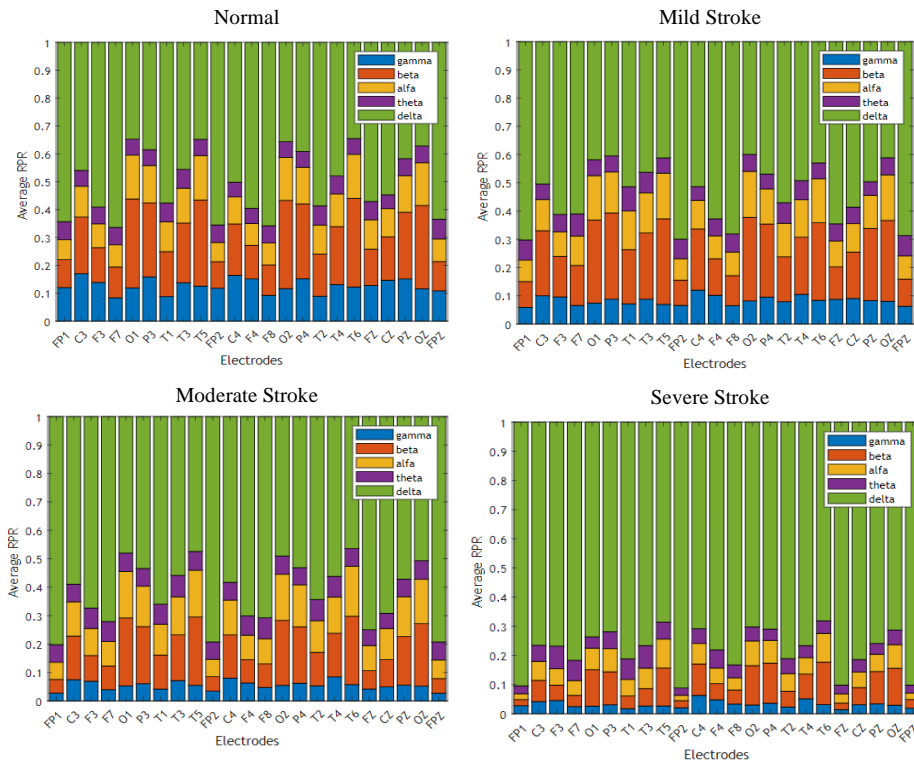 Normal
1
0.9
0.8
0.7
0.6
0.5
0.4
0.3
0.2
0.1
0
Average RPR
gamma
beta
alfa
theta
delta
FP1 C3 F3 F7 O1 P3 T1 T3 T5 FP2 C4 F4 F8 O2 P4 T2 T4 T6 FZ CZ PZ OZ FPZ
Electrodes
Mild Stroke
1
0.9
0.8
0.7
0.6
0.5
0.4
0.3
0.2
0.1
0
Average RPR
gamma
beta
alfa
theta
delta
FP1 C3 F3 F7 O1 P3 T1 T3 T5 FP2 C4 F4 F8 O2 P4 T2 T4 T6 FZ CZ PZ OZ FPZ
Electrodes
Moderate Stroke
1
0.9
0.8
0.7
0.6
0.5
0.4
0.3
0.2
0.1
0
Average RPR
gamma
beta
alfa
theta
delta
FP1 C3 F3 F7 O1 P3 T1 T3 T5 FP2 C4 F4 F8 O2 P4 T2 T4 T6 FZ CZ PZ OZ FPZ
Electrodes
Severe Stroke
1
0.9
0.8
0.7
0.6
0.5
0.4
0.3
0.2
0.1
0
Average RPR
gamma
beta
alfa
theta
delta
FP1 C3 F3 F7 O1 P3 T1 T3 T5 FP2 C4 F4 F8 O2 P4 T2 T4 T6 FZ CZ PZ OZ FPZ
Electrodes